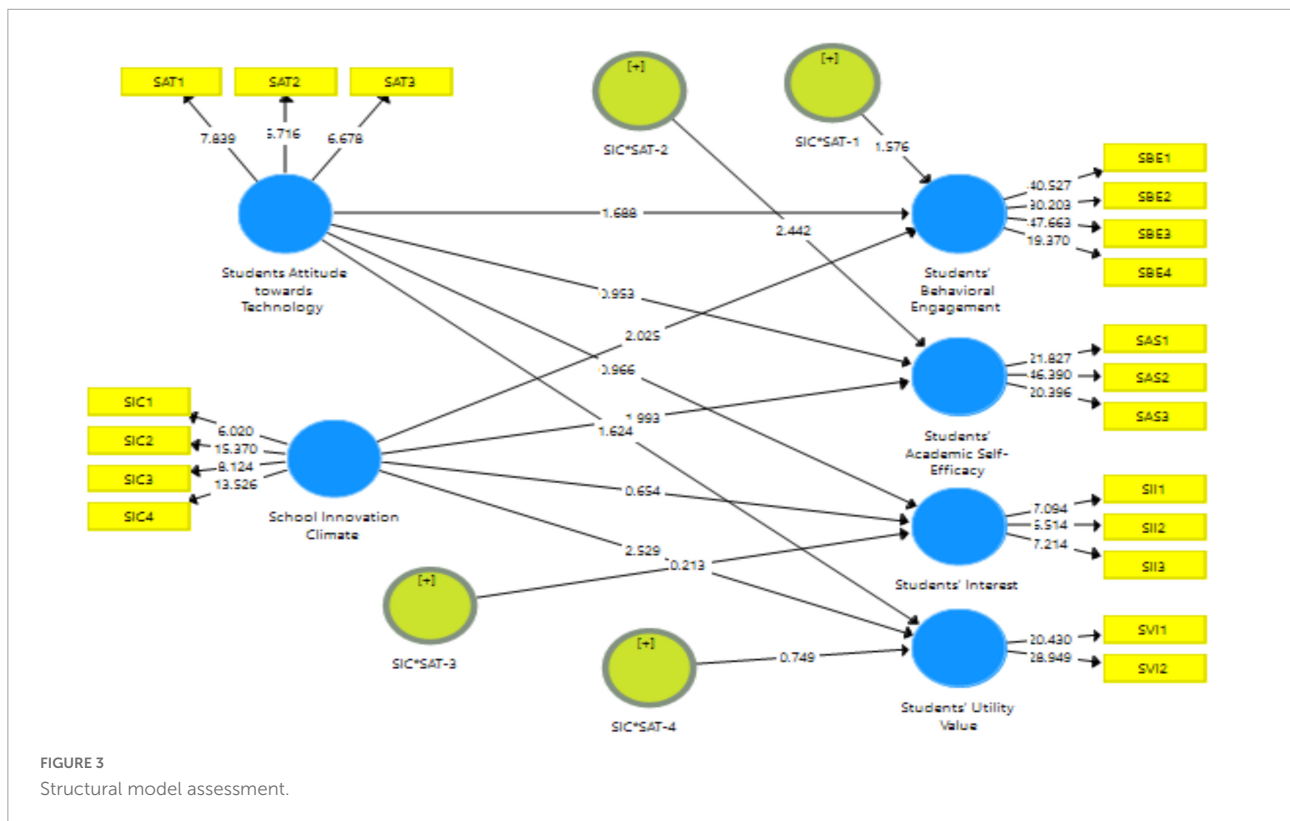 [+]
[+]
SAT1
SAT2
SAT3
7.839
6.678
SIC*SAT-2
SIC*SAT-1
1.576
SBE1
SBE2
SBE3
SBE4
40.527
30.203
47.663
19.370
1.688
2.442
Students Attitude
towards
Technology
Students'
Behavioral
Engagement
0.953
2.025
0.966
1.993
1.624
SAS1
SAS2
SAS3
21.827
46.390
20.396
Students'
Academic Self-
Efficacy
SIC1
SIC2
SIC3
SIC4
6.020
15.370
8.124
13.526
School Innovation
Climate
0.654
2.529
0.213
SII1
SII2
SII3
7.094
7.214
Students' Interest
[+]
SIC*SAT-3
[+]
SIC*SAT-4
0.749
SVI1
SVI2
20.430
28.949
Students' Utility
Value
FIGURE 3
Structural model assessment.